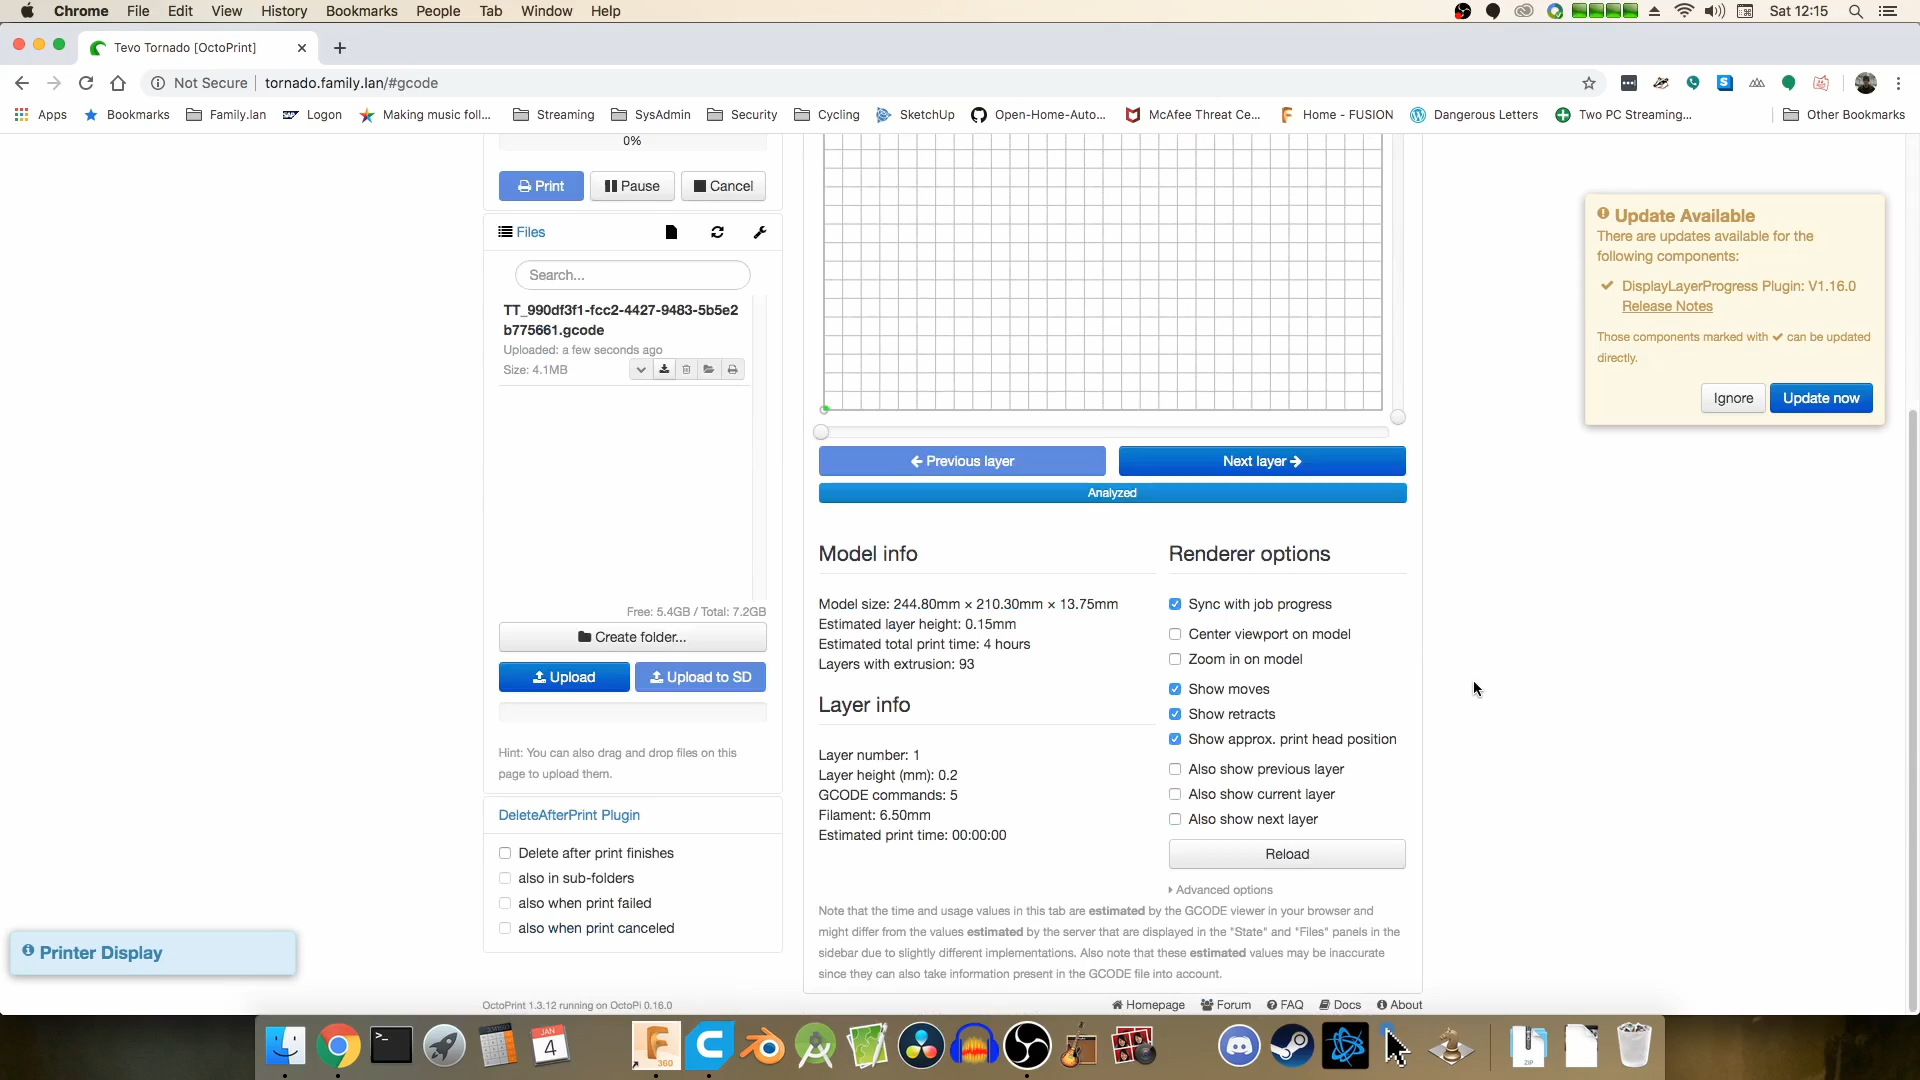 Chrome File Edit View History Bookmarks People Tab Window Help Sat 12:15
Tevo Tornado [OctoPrint]
Not Secure | tornado.family.lan/#gcode
Apps Bookmarks Family.lan Logon Making music foll... Streaming SysAdmin Security Cycling SketchUp Open-Home-Auto... McAfee Threat Ce... Home - FUSION Dangerous Letters Two PC Streaming... Other Bookmarks
0%
Print Pause Cancel
Files
Search...
TT_990df3f1-fcc2-4427-9483-5b5e2
b775661.gcode
Uploaded: a few seconds ago
Size: 4.1MB
Free: 5.4GB / Total: 7.2GB
Create folder...
Upload Upload to SD
Hint: You can also drag and drop files on this
page to upload them.
DeleteAfterPrint Plugin
Delete after print finishes
also in sub-folders
also when print failed
also when print canceled
Previous layer Next layer
Analyzed
Model info
Model size: 244.80mm × 210.30mm × 13.75mm
Estimated layer height: 0.15mm
Estimated total print time: 4 hours
Layers with extrusion: 93
Layer info
Layer number: 1
Layer height (mm): 0.2
GCODE commands: 5
Filament: 6.50mm
Estimated print time: 00:00:00
Renderer options
Sync with job progress
Center viewport on model
Zoom in on model
Show moves
Show retracts
Show approx. print head position
Also show previous layer
Also show current layer
Also show next layer
Reload
Advanced options
Note that the time and usage values in this tab are estimated by the GCODE viewer in your browser and
might differ from the values estimated by the server that are displayed in the "State" and "Files" panels in the
sidebar due to slightly different implementations. Also note that these estimated values may be inaccurate
since they can also take information present in the GCODE file into account.
Update Available
There are updates available for the
following components:
DisplayLayerProgress Plugin: V1.16.0
Release Notes
Those components marked with ✔ can be updated
directly.
Ignore Update now
Printer Display
OctoPrint 1.3.12 running on OctoPi 0.16.0
Homepage Forum FAQ Docs About
JAN
4
360
ZIP